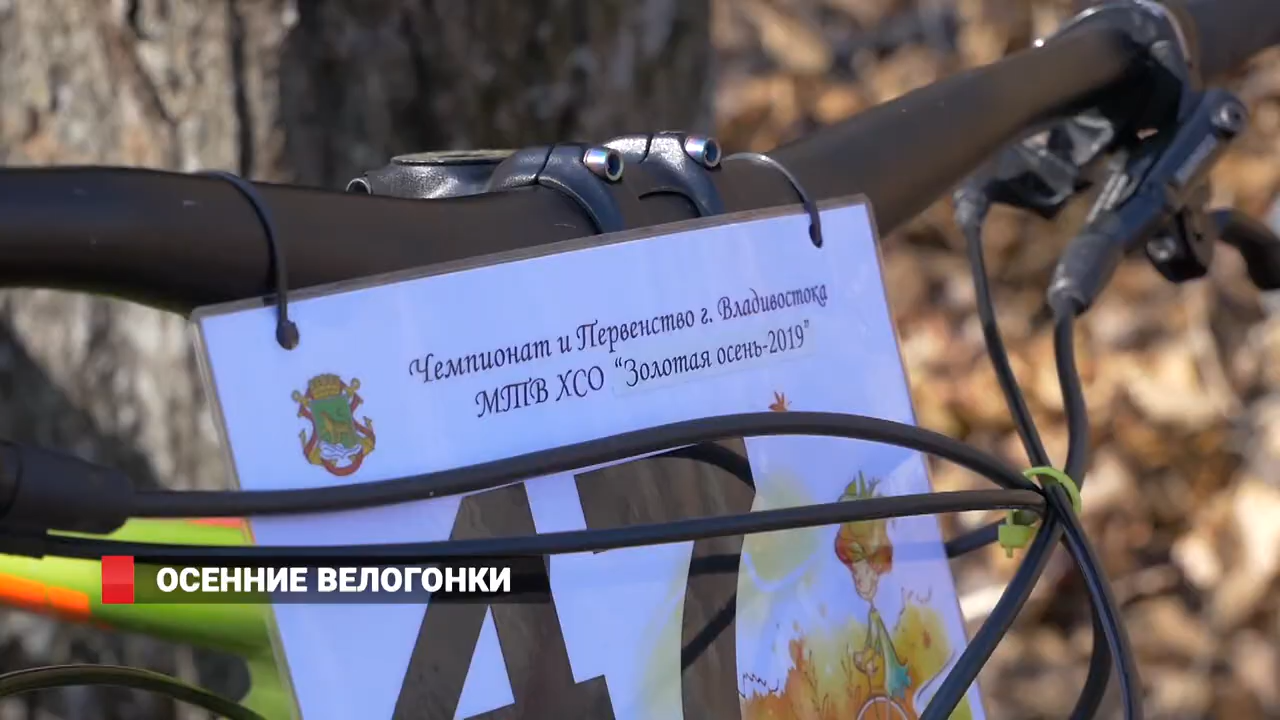 Чемпионат и Первенство г. Владивостока
МТВ ХСО “Золотая осень-2019”
ОСЕННИЕ ВЕЛОГОНКИ